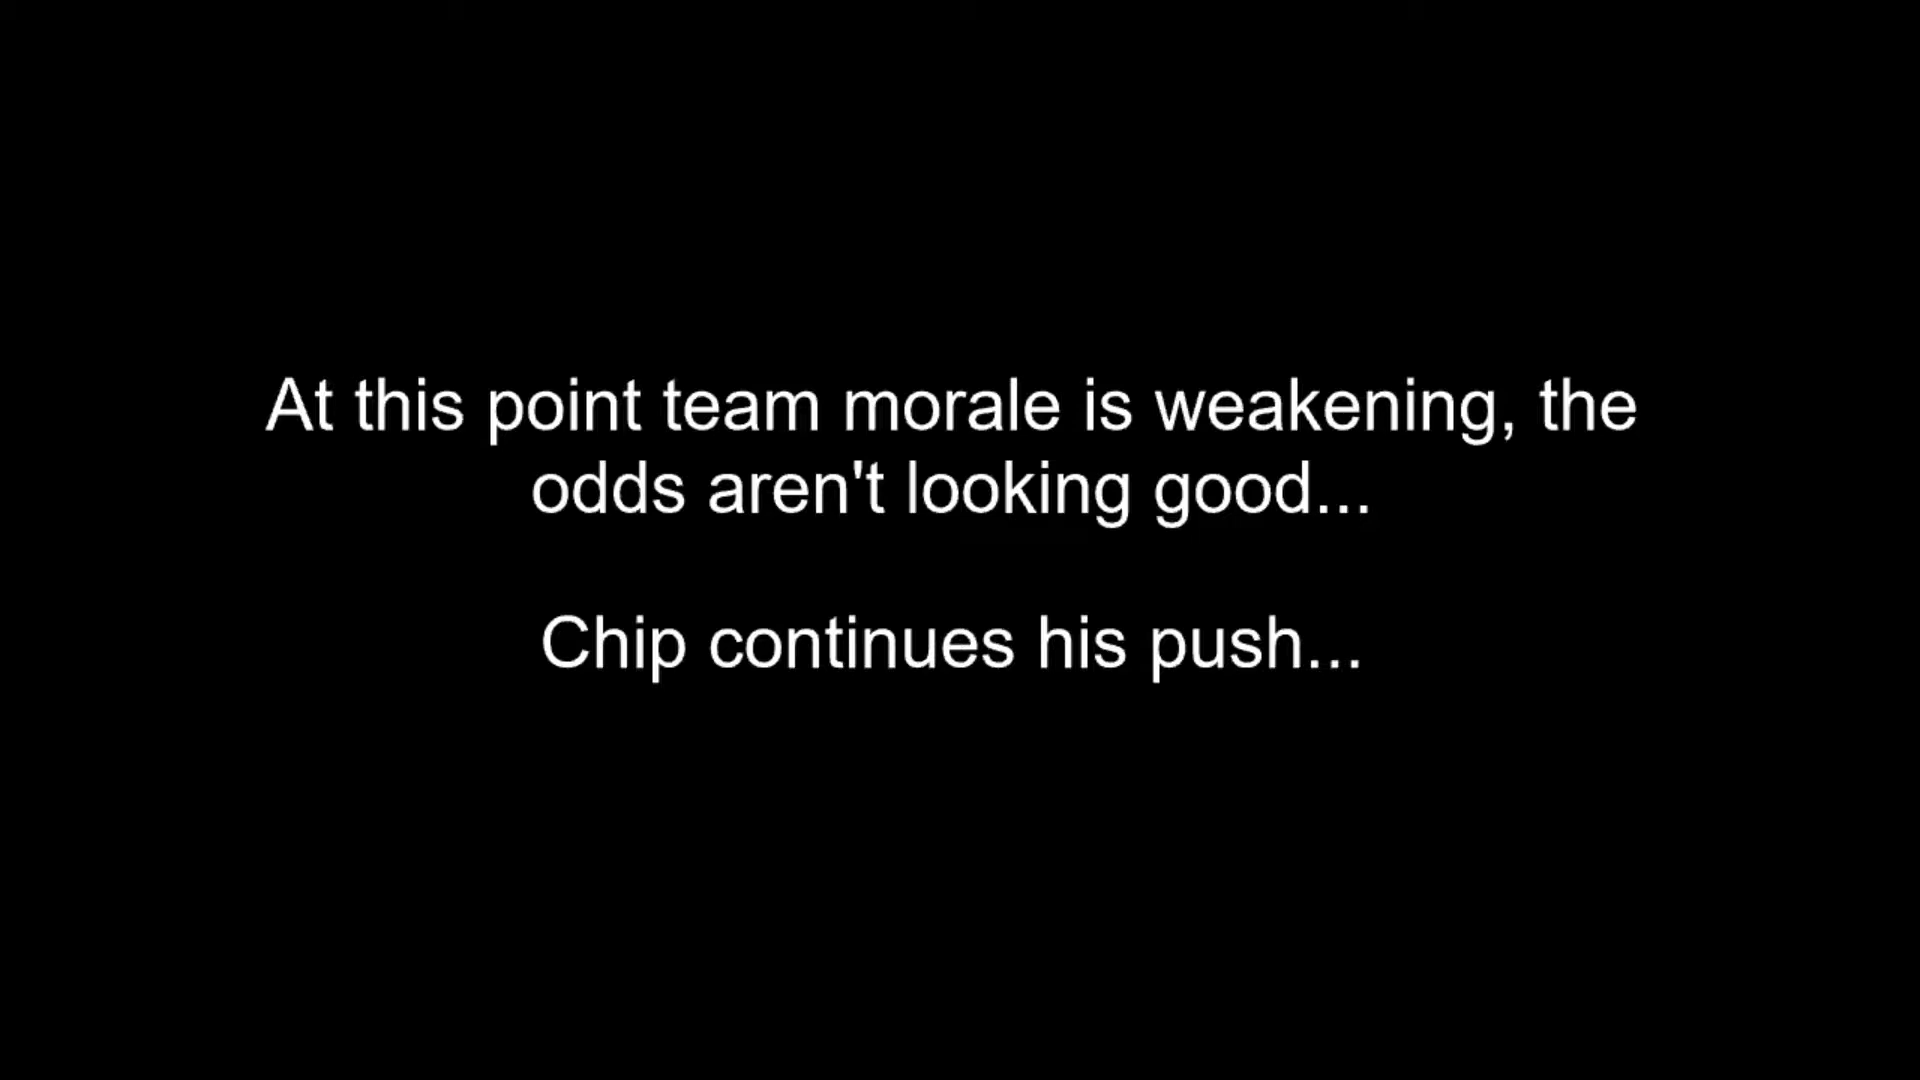 At this point team morale is weakening, the
odds aren't looking good...
Chip continues his push...